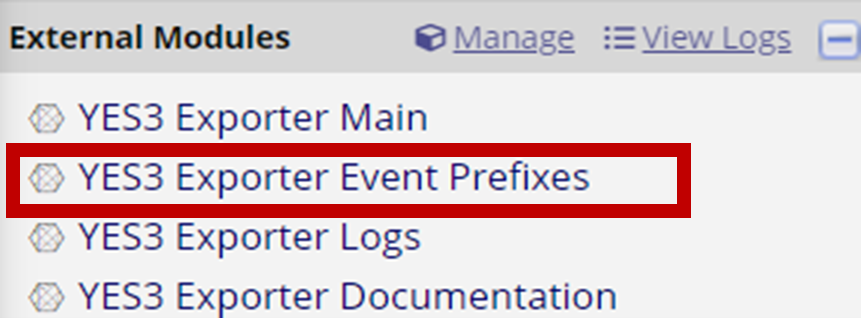 External Modules Manage View Logs
YES3 Exporter Main
YES3 Exporter Event Prefixes
YES3 Exporter Logs
YES3 Exporter Documentation